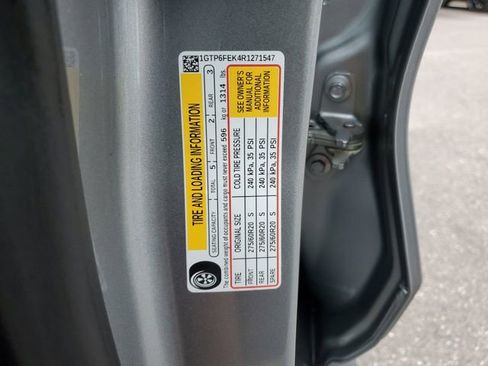 1GTP6FEK4R1271547
TIRE AND LOADING INFORMATION
SEATING CAPACITY TOTAL 5 FRONT 2 REAR 3
The combined weight of occupants and cargo must never exceed 596 kg or 1314 lbs
TIRE ORIGINAL SIZE COLD TIRE PRESSURE
FRONT 275/60R20 S 240 kPa, 35 PSI
REAR 275/60R20 S 240 kPa, 35 PSI
SPARE 275/60R20 S 240 kPa, 35 PSI
SEE OWNER'S
MANUAL FOR
ADDITIONAL
INFORMATION